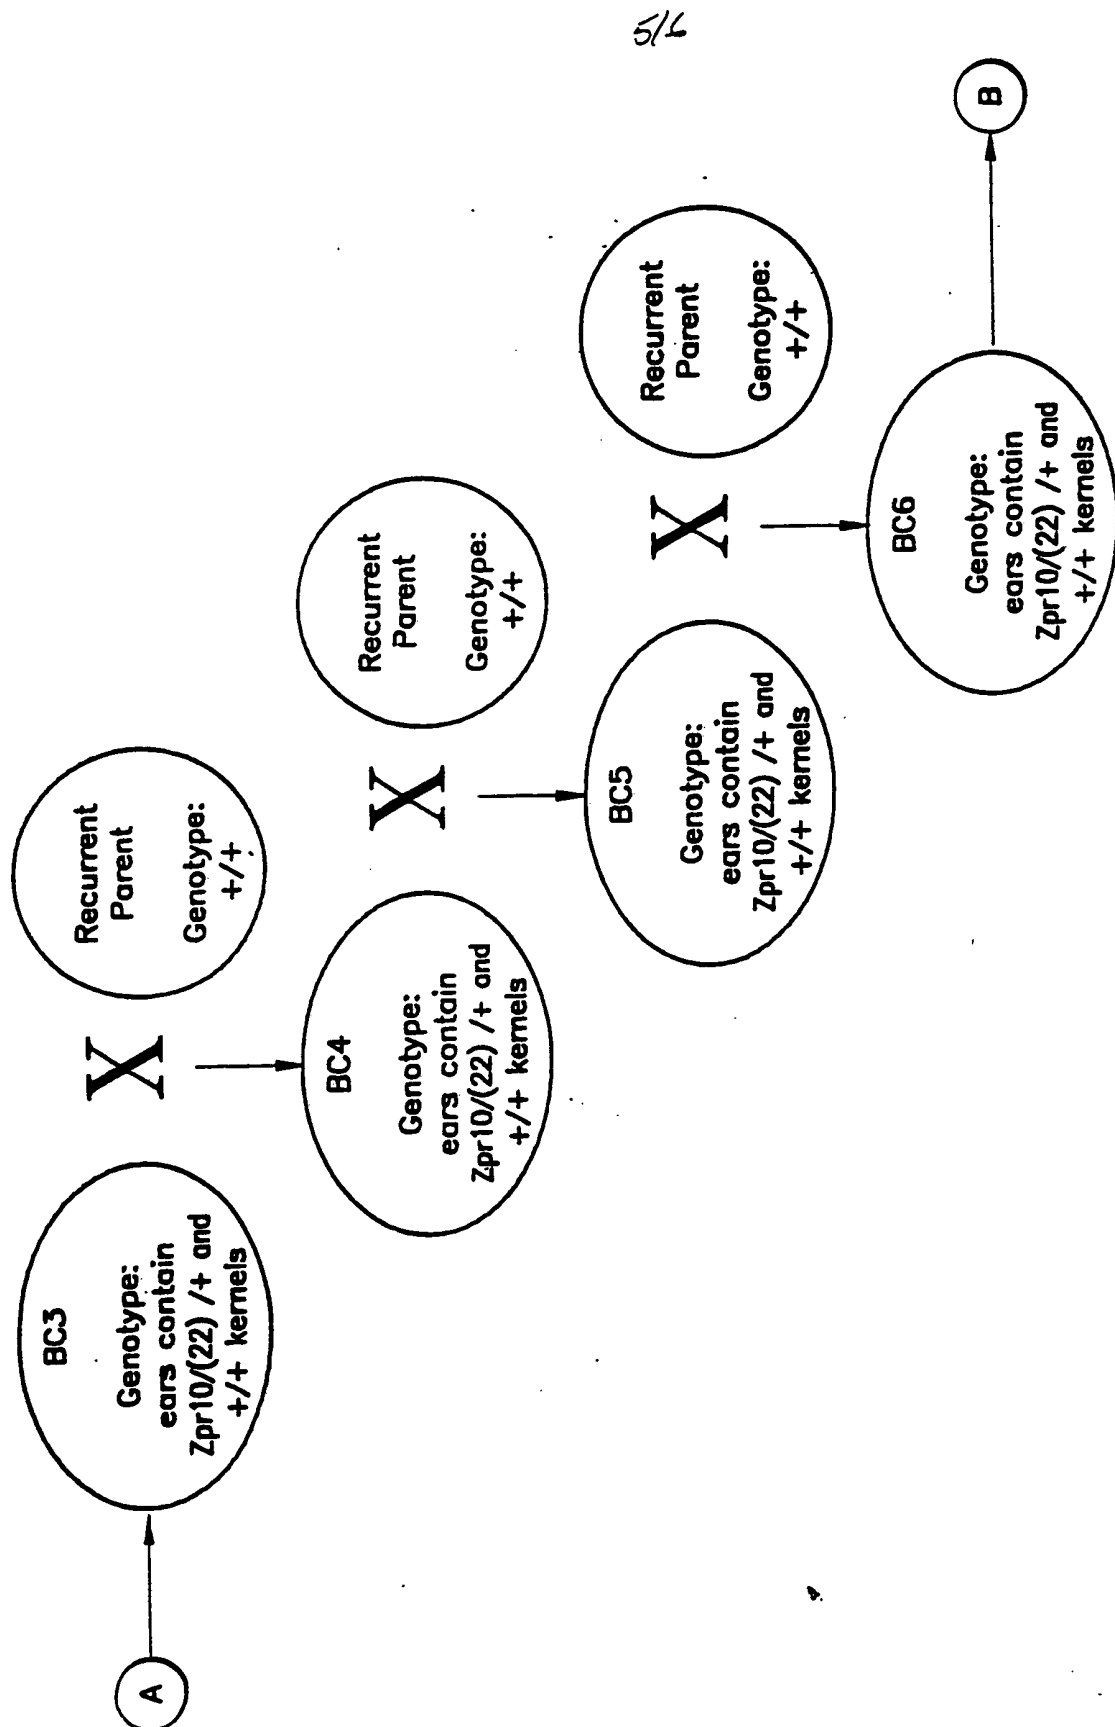 5/6
A
BC3
Genotype:
ears contain
Zpr10/(22) /+ and
+/+ kernels
X
Recurrent
Parent
Genotype:
+/+
BC4
Genotype:
ears contain
Zpr10/(22) /+ and
+/+ kernels
X
Recurrent
Parent
Genotype:
+/+
BC5
Genotype:
ears contain
Zpr10/(22) /+ and
+/+ kernels
X
Recurrent
Parent
Genotype:
+/+
BC6
Genotype:
ears contain
Zpr10/(22) /+ and
+/+ kernels
B